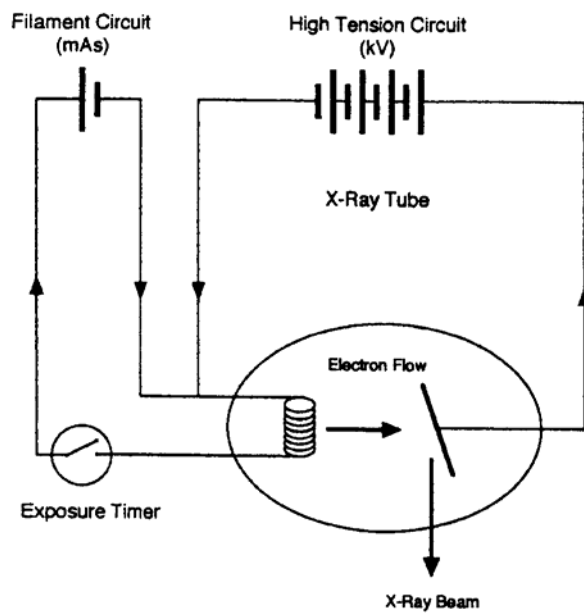 Filament Circuit
(mAs)
High Tension Circuit
(kV)
X-Ray Tube
Electron Flow
Exposure Timer
X-Ray Beam